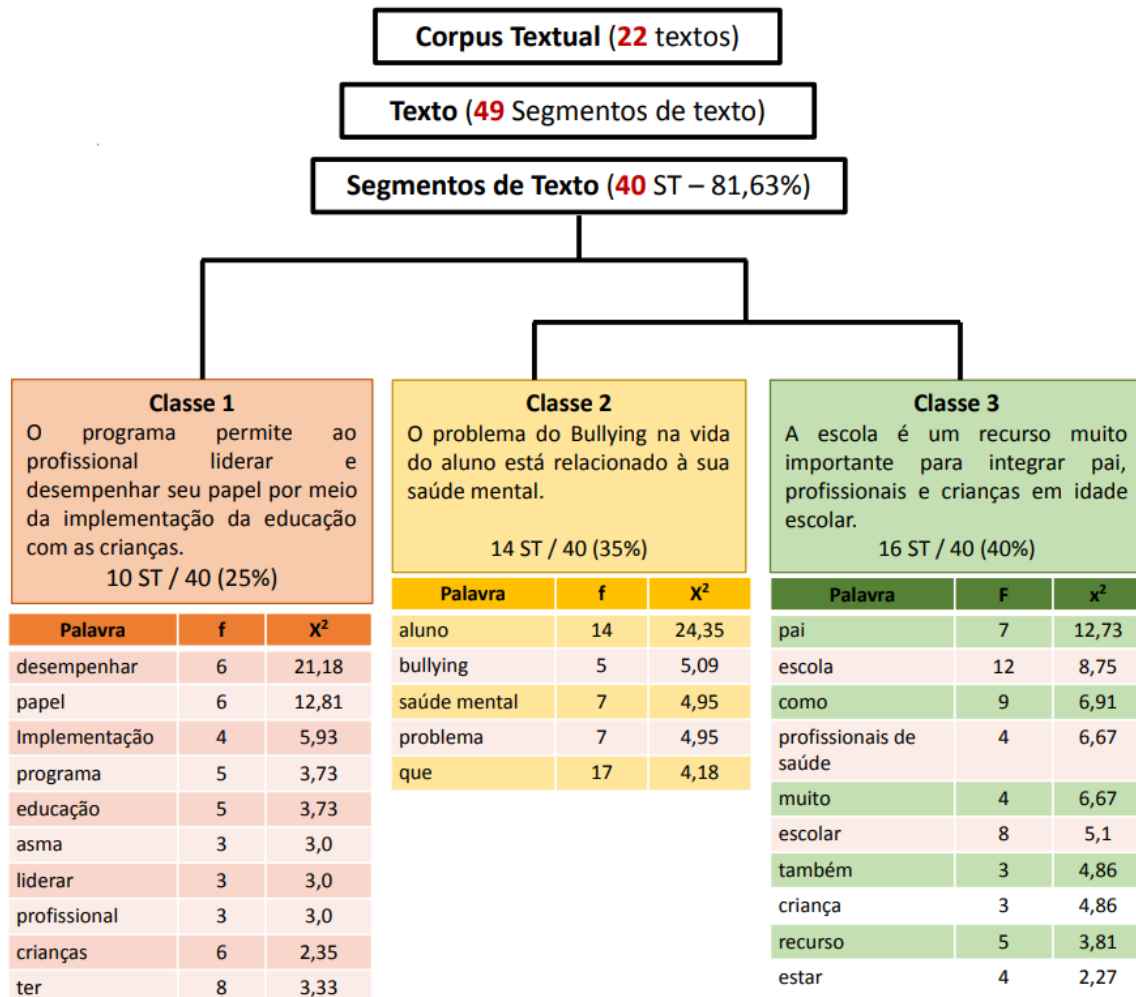 Corpus Textual (22 textos)
Texto (49 Segmentos de texto)
Segmentos de Texto (40 ST – 81,63%)
Classe 1
O programa permite ao
profissional liderar e
desempenhar seu papel por meio
da implementação da educação
com as crianças.
10 ST / 40 (25%)
Palavra f X²
desempenhar 6 21,18
papel 6 12,81
Implementação 4 5,93
programa 5 3,73
educação 5 3,73
asma 3 3,0
liderar 3 3,0
profissional 3 3,0
crianças 6 2,35
ter 8 3,33
Classe 2
O problema do Bullying na vida
do aluno está relacionado à sua
saúde mental.
14 ST / 40 (35%)
Palavra f X²
aluno 14 24,35
bullying 5 5,09
saúde mental 7 4,95
problema 7 4,95
que 17 4,18
Classe 3
A escola é um recurso muito
importante para integrar pai,
profissionais e crianças em idade
escolar.
16 ST / 40 (40%)
Palavra F x²
pai 7 12,73
escola 12 8,75
como 9 6,91
profissionais de
saúde 4 6,67
muito 4 6,67
escolar 8 5,1
também 3 4,86
criança 3 4,86
recurso 5 3,81
estar 4 2,27